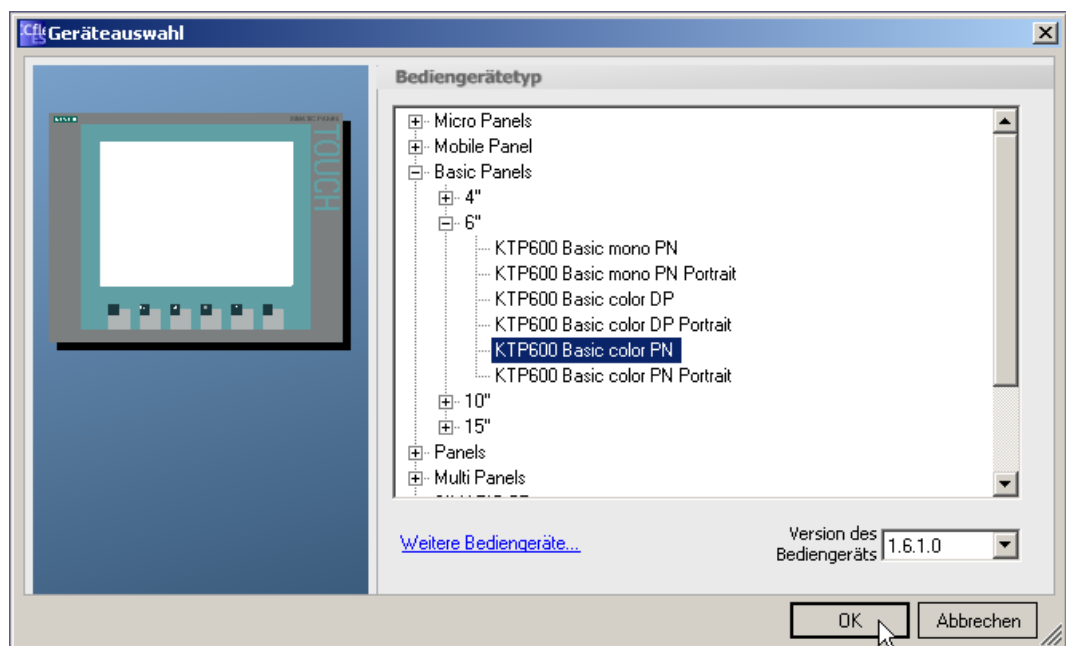 Geräteauswahl
Bediengerätetyp
TOUCH
Micro Panels
Mobile Panel
Basic Panels
4"
6"
KTP600 Basic mono PN
KTP600 Basic mono PN Portrait
KTP600 Basic color DP
KTP600 Basic color DP Portrait
KTP600 Basic color PN
KTP600 Basic color PN Portrait
10"
15"
Panels
Multi Panels
Weitere Bediengeräte...
Version des
Bediengeräts
1.6.1.0
OK
Abbrechen